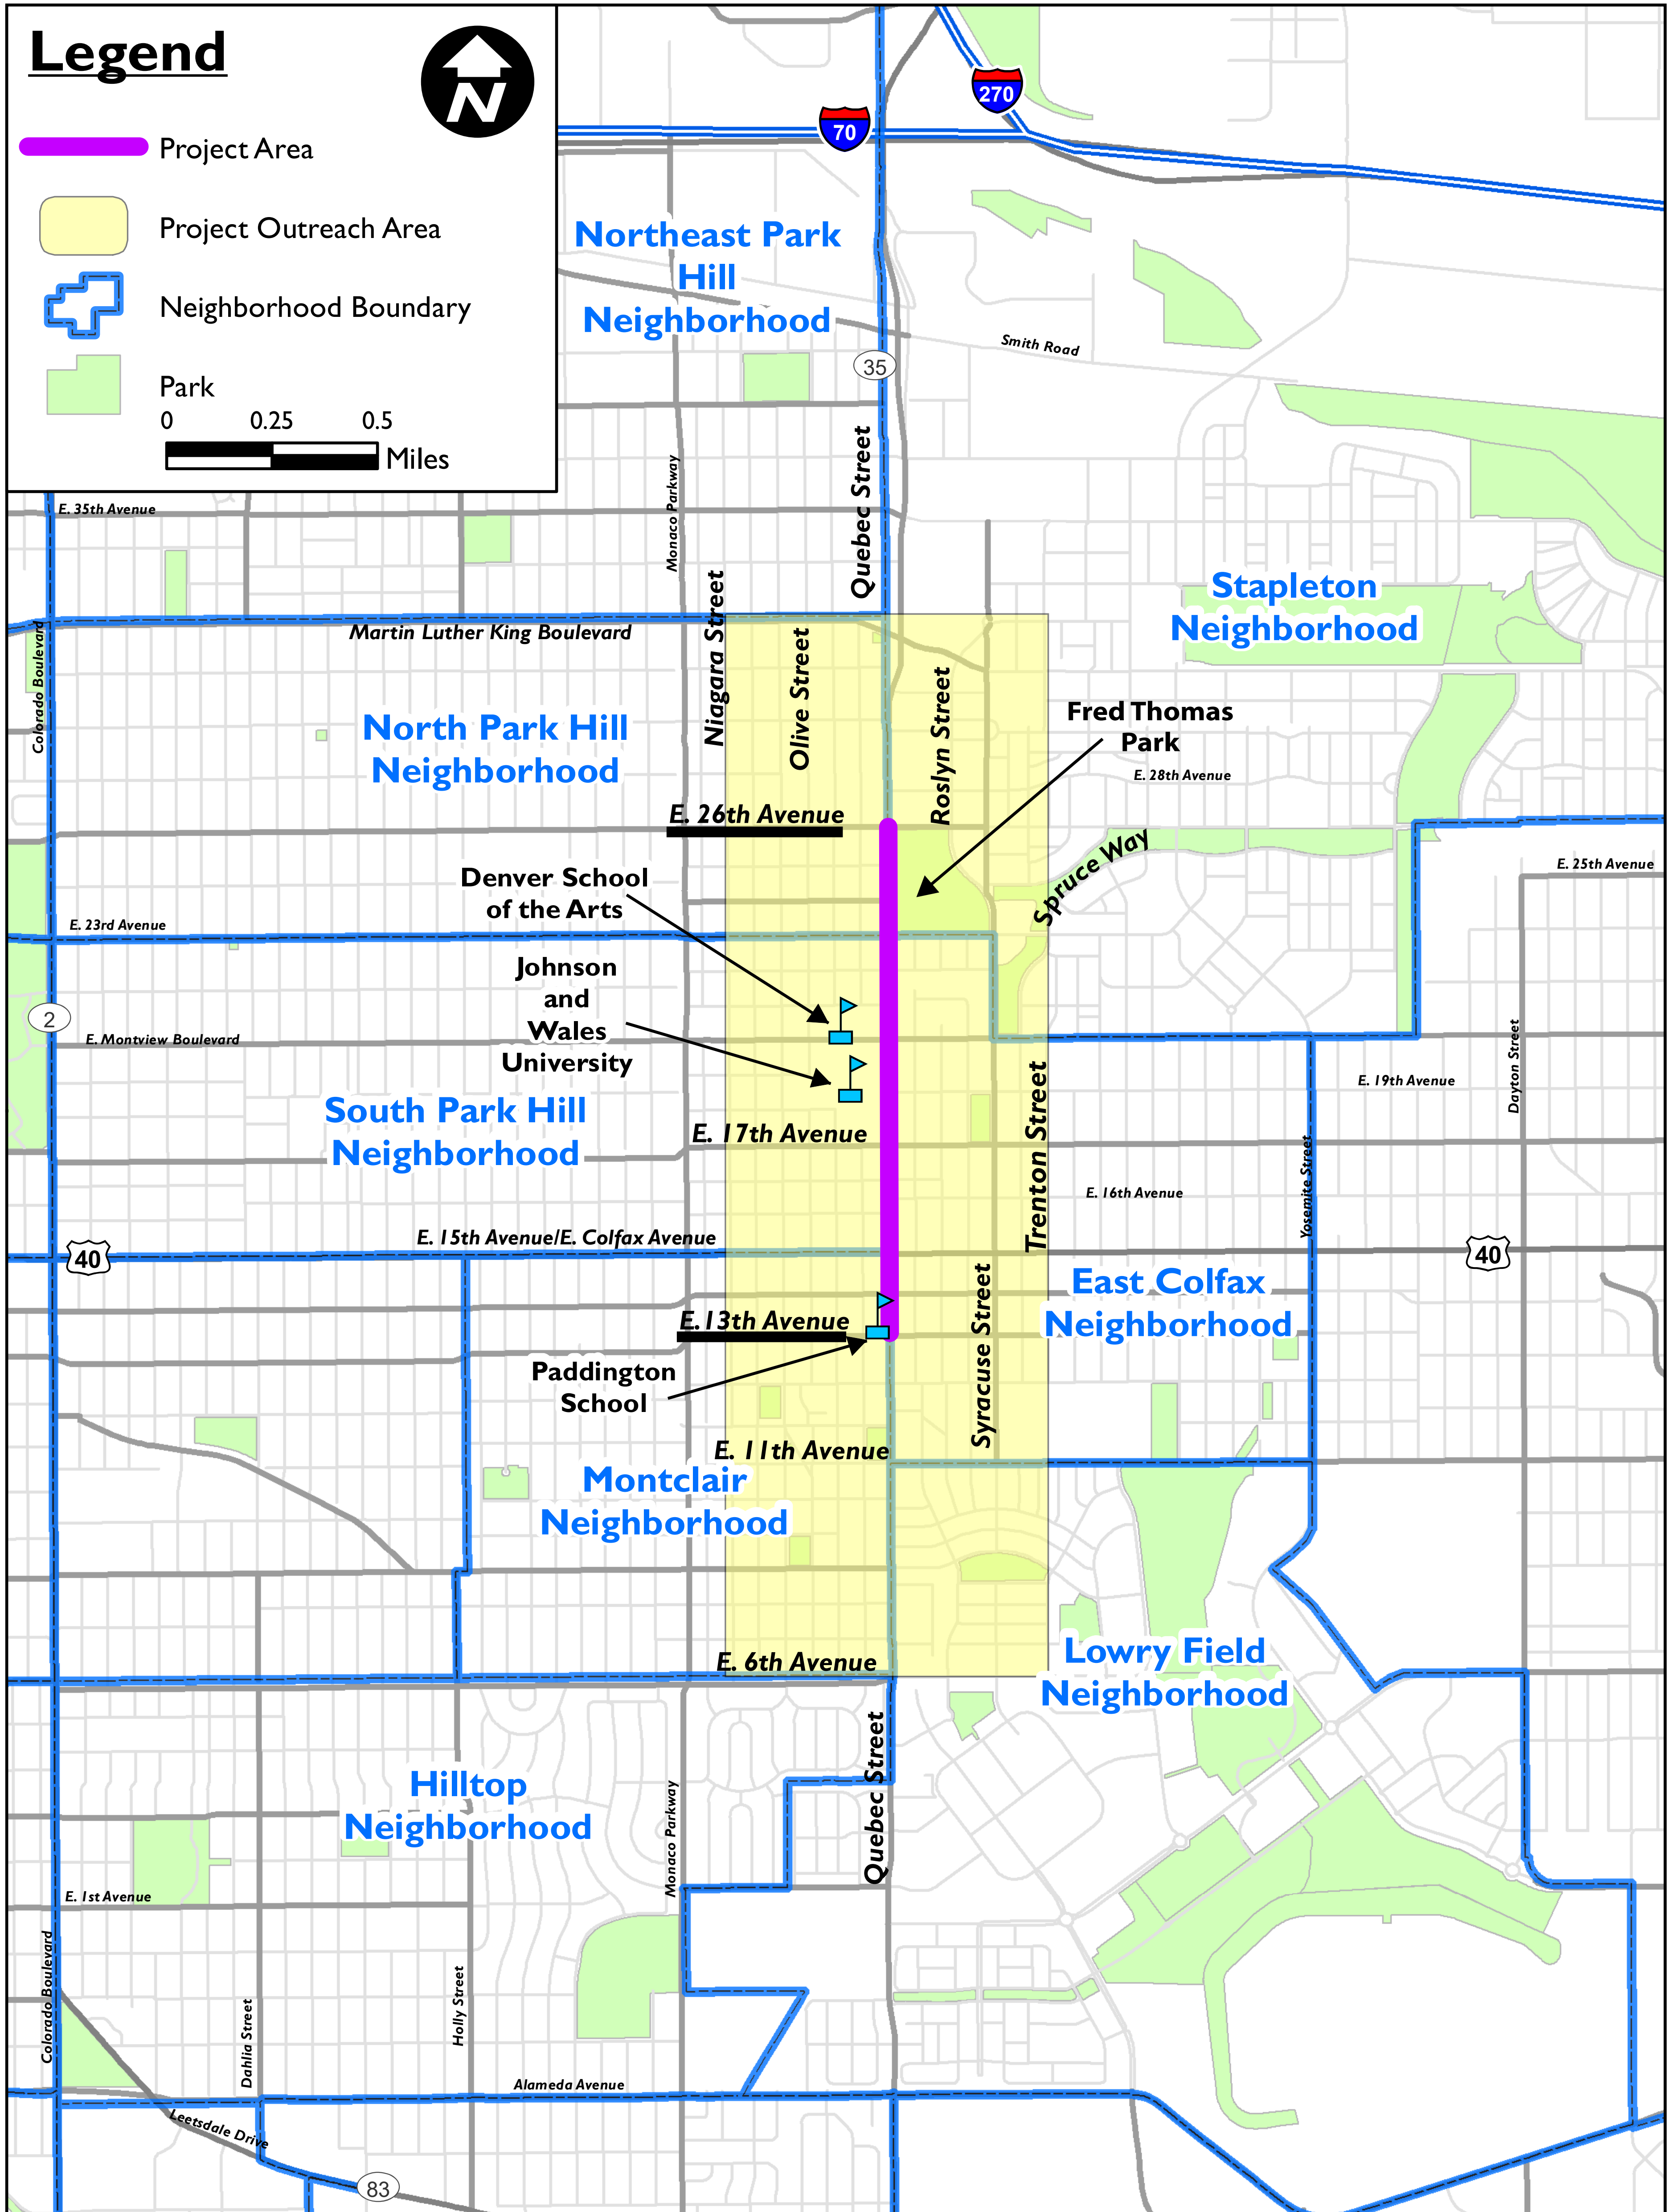 Legend
N
Project Area
Project Outreach Area
Neighborhood Boundary
Park
0 0.25 0.5
Miles
270
70
Northeast Park
Hill
Neighborhood
Smith Road
35
Quebec Street
Monaco Parkway
E. 35th Avenue
Niagara Street
Stapleton
Neighborhood
Martin Luther King Boulevard
Colorado Boulevard
Olive Street
Roslyn Street
North Park Hill
Neighborhood
Fred Thomas
Park
E. 28th Avenue
E. 26th Avenue
Spruce Way
E. 25th Avenue
Denver School
of the Arts
E. 23rd Avenue
Johnson
and
Wales
University
2
E. Montview Boulevard
Dayton Street
E. 19th Avenue
South Park Hill
Neighborhood
E. 17th Avenue
Trenton Street
Yosemite Street
E. 16th Avenue
E. 15th Avenue/E. Colfax Avenue
40
40
East Colfax
Neighborhood
E. 13th Avenue
Syracuse Street
Paddington
School
E. 11th Avenue
Montclair
Neighborhood
E. 6th Avenue
Lowry Field
Neighborhood
Quebec Street
Hilltop
Neighborhood
Monaco Parkway
E. 1st Avenue
Colorado Boulevard
Dahlia Street
Holly Street
Alameda Avenue
Leetsdale Drive
83